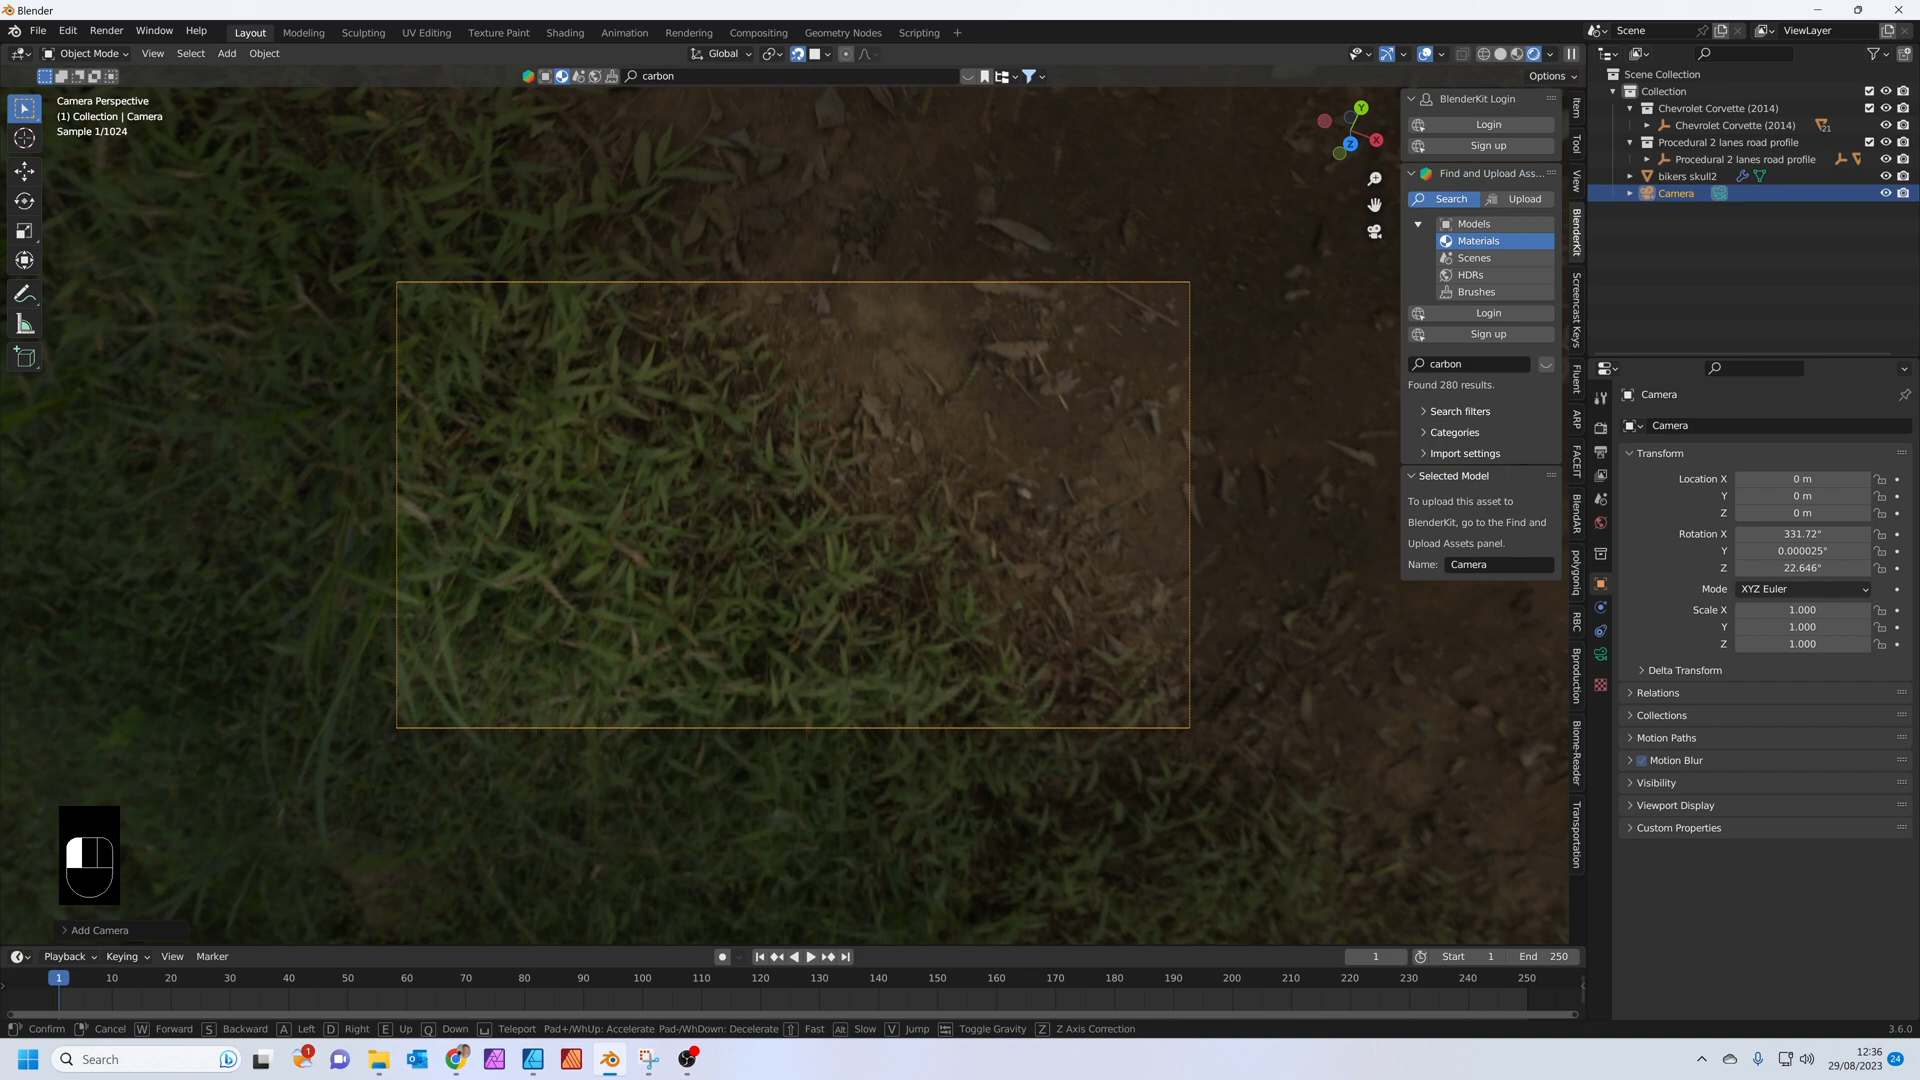 Blender
File Edit Render Window Help
Layout Modeling Sculpting UV Editing Texture Paint Shading Animation Rendering Compositing Geometry Nodes Scripting +
Scene
ViewLayer
Object Mode View Select Add Object
Global
carbon
Options
Camera Perspective
(1) Collection | Camera
Sample 1/1024
Y
X
Z
BlenderKit Login
Login
Sign up
Find and Upload Ass...
Search Upload
Models
Materials
Scenes
HDRs
Brushes
Login
Sign up
carbon
Found 280 results.
Search filters
Categories
Import settings
Selected Model
To upload this asset to
BlenderKit, go to the Find and
Upload Assets panel.
Name: Camera
Item
Tool
View
BlenderKit
Screencast Keys
Fluent
ARP
FACEIT
BlendAR
polygoniq
RBC
Bproduction
Biome-Reader
Transportation
Scene Collection
Collection
Chevrolet Corvette (2014)
Chevrolet Corvette (2014) 21
Procedural 2 lanes road profile
Procedural 2 lanes road profile
bikers skull2
Camera
Camera
Camera
Transform
Location X 0 m
Y 0 m
Z 0 m
Rotation X 331.72°
Y 0.000025°
Z 22.646°
Mode XYZ Euler
Scale X 1.000
Y 1.000
Z 1.000
Delta Transform
Relations
Collections
Motion Paths
Motion Blur
Visibility
Viewport Display
Custom Properties
Add Camera
Playback Keying View Marker
1 Start 1 End 250
1 10 20 30 40 50 60 70 80 90 100 110 120 130 140 150 160 170 180 190 200 210 220 230 240 250
Confirm Cancel W Forward S Backward A Left D Right E Up Q Down Teleport Pad+/WhUp: Accelerate Pad-/WhDown: Decelerate Fast Alt Slow V Jump Toggle Gravity Z Z Axis Correction
3.6.0
Search
1
12:36
29/08/2023
24